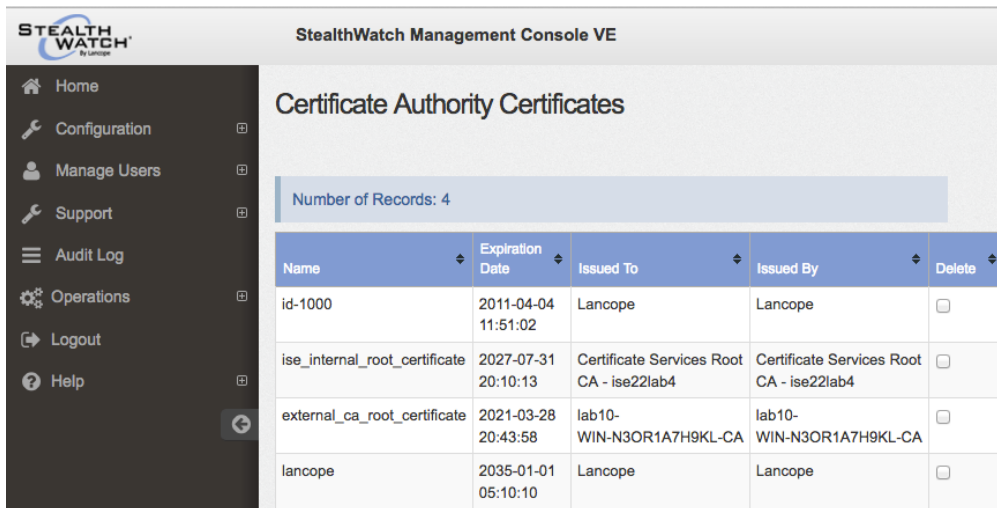 STEALTH
WATCH
By Lancope
StealthWatch Management Console VE
Home
Configuration
Manage Users
Support
Audit Log
Operations
Logout
Help
Certificate Authority Certificates
Number of Records: 4
Name Expiration Date Issued To Issued By Delete
id-1000 2011-04-04 11:51:02 Lancope Lancope
ise_internal_root_certificate 2027-07-31 20:10:13 Certificate Services Root CA - ise22lab4 Certificate Services Root CA - ise22lab4
external_ca_root_certificate 2021-03-28 20:43:58 lab10-WIN-N3OR1A7H9KL-CA lab10-WIN-N3OR1A7H9KL-CA
lancope 2035-01-01 05:10:10 Lancope Lancope